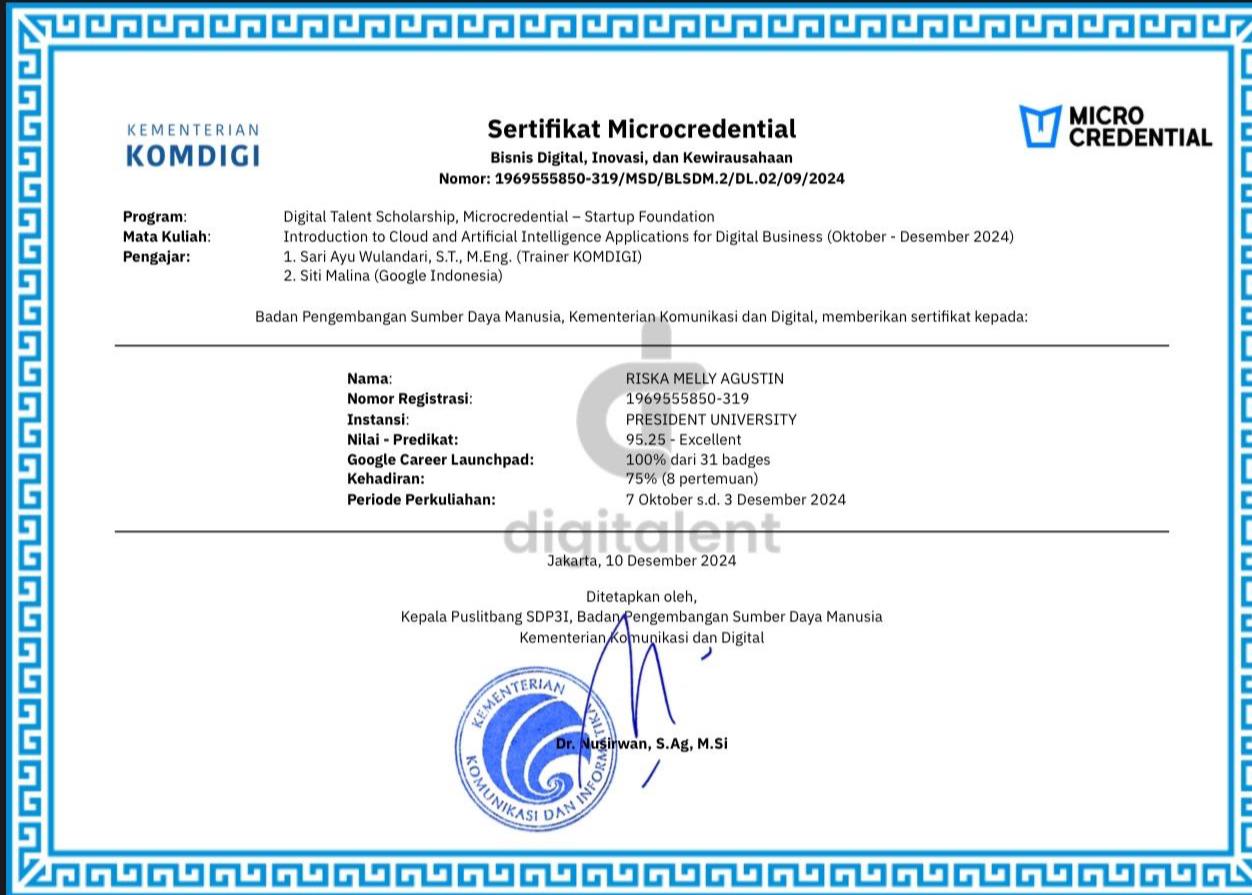 KEMENTERIAN
KOMDIGI
Sertifikat Microcredential
Bisnis Digital, Inovasi, dan Kewirausahaan
Nomor: 1969555850-319/MSD/BLSDM.2/DL.02/09/2024
MICRO
CREDENTIAL
Program: Digital Talent Scholarship, Microcredential – Startup Foundation
Mata Kuliah: Introduction to Cloud and Artificial Intelligence Applications for Digital Business (Oktober - Desember 2024)
Pengajar: 1. Sari Ayu Wulandari, S.T., M.Eng. (Trainer KOMDIGI)
2. Siti Malina (Google Indonesia)
Badan Pengembangan Sumber Daya Manusia, Kementerian Komunikasi dan Digital, memberikan sertifikat kepada:
Nama: RISKA MELLY AGUSTIN
Nomor Registrasi: 1969555850-319
Instansi: PRESIDENT UNIVERSITY
Nilai - Predikat: 95.25 - Excellent
Google Career Launchpad: 100% dari 31 badges
Kehadiran: 75% (8 pertemuan)
Periode Perkuliahan: 7 Oktober s.d. 3 Desember 2024
digitalent
Jakarta, 10 Desember 2024
Ditetapkan oleh,
Kepala Puslitbang SDP3I, Badan Pengembangan Sumber Daya Manusia
Kementerian Komunikasi dan Digital
KEMENTERIAN
KOMUNIKASI DAN INFORMATIKA
Dr. Nusirwan, S.Ag, M.Si